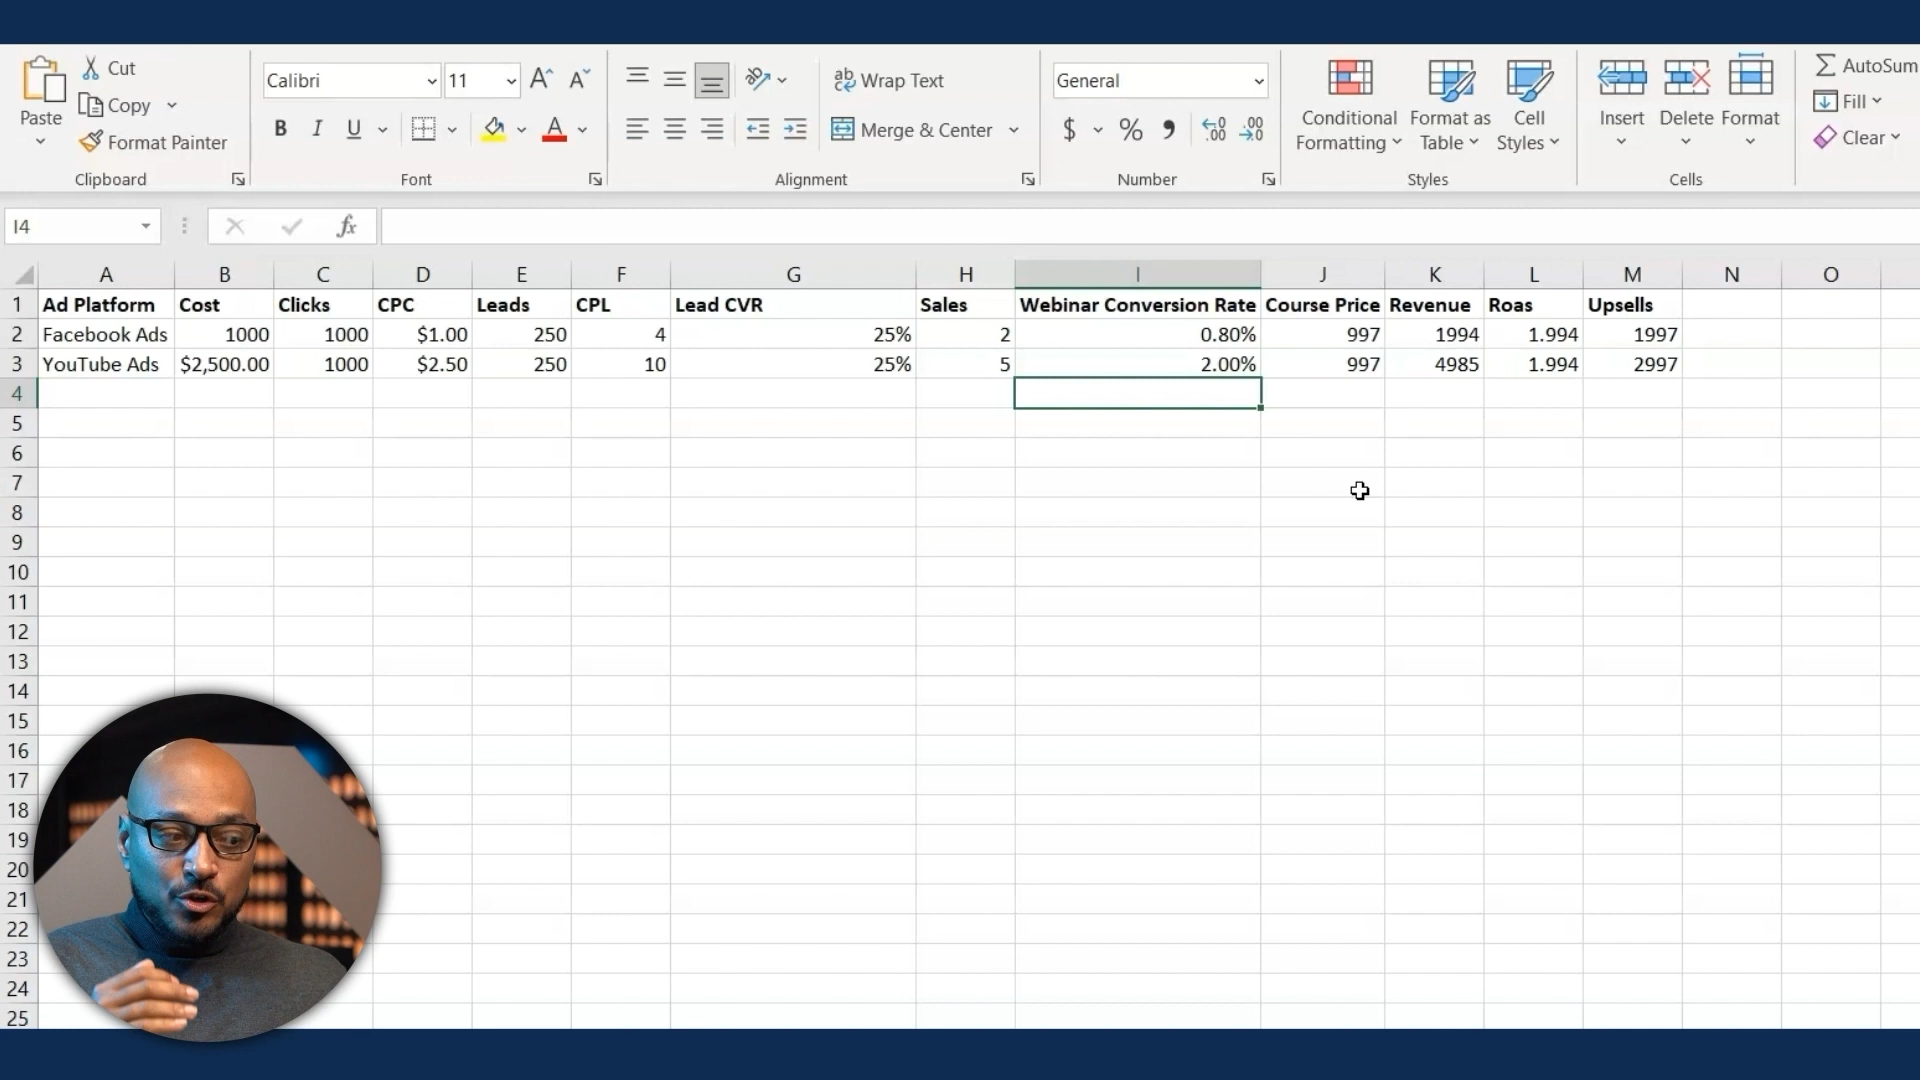 Cut
Copy
Format Painter
Paste
Clipboard
Calibri 11 A A
B I U A
Font
ab Wrap Text
Merge & Center
Alignment
General
$ % , .00 .00
Number
Conditional Formatting
Format as Table
Cell Styles
Styles
Insert Delete Format
Cells
AutoSum
Fill
Clear
I4 fx
A B C D E F G H I J K L M N O
1 Ad Platform Cost Clicks CPC Leads CPL Lead CVR Sales Webinar Conversion Rate Course Price Revenue Roas Upsells
2 Facebook Ads 1000 1000 $1.00 250 4 25% 2 0.80% 997 1994 1.994 1997
3 YouTube Ads $2,500.00 1000 $2.50 250 10 25% 5 2.00% 997 4985 1.994 2997
4
5
6
7
8
9
10
11
12
13
14
15
16
17
18
19
20
21
22
23
24
25